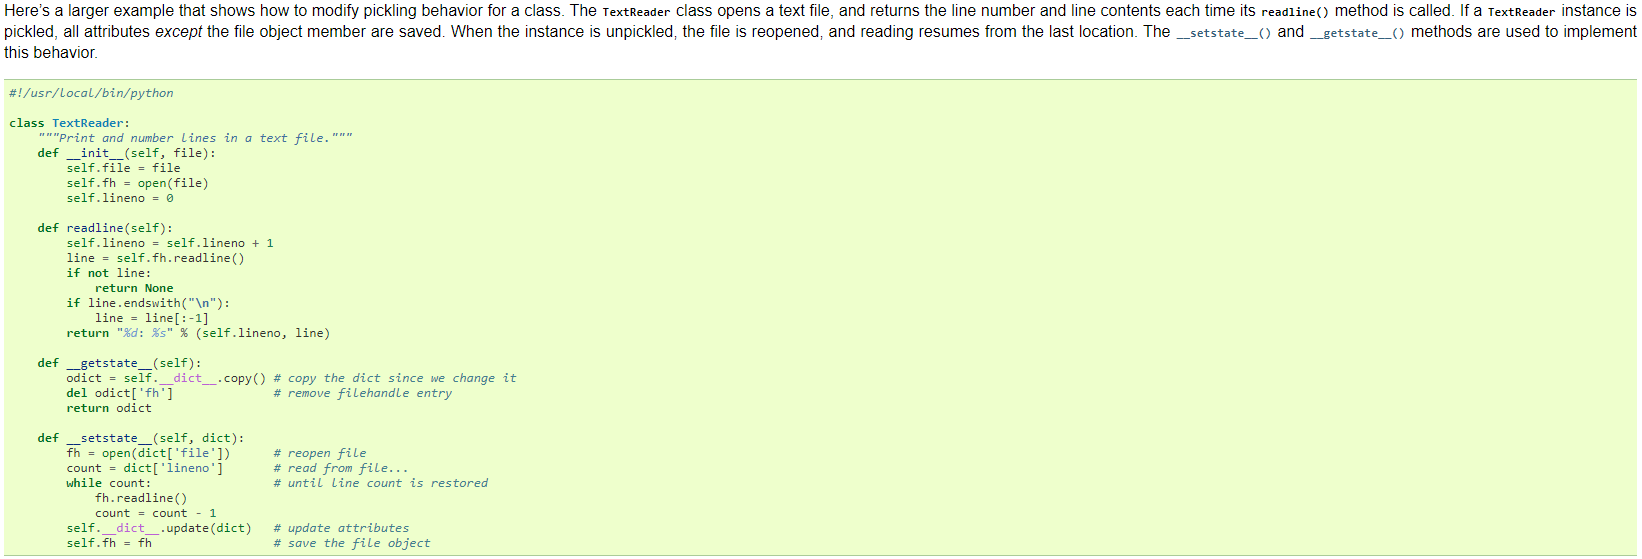 Here's a larger example that shows how to modify pickling behavior for a class. The TextReader class opens a text file, and returns the line number and line contents each time its readline() method is called. If a TextReader instance is
pickled, all attributes except the file object member are saved. When the instance is unpickled, the file is reopened, and reading resumes from the last location. The __setstate__() and __getstate__() methods are used to implement
this behavior.
#!/usr/local/bin/python
class TextReader:
    """Print and number lines in a text file."""
    def __init__(self, file):
        self.file = file
        self.fh = open(file)
        self.lineno = 0
    def readline(self):
        self.lineno = self.lineno + 1
        line = self.fh.readline()
        if not line:
            return None
        if line.endswith("\n"):
            line = line[:-1]
        return "%d: %s" % (self.lineno, line)
    def __getstate__(self):
        odict = self.__dict__.copy() # copy the dict since we change it
        del odict['fh']              # remove filehandle entry
        return odict
    def __setstate__(self, dict):
        fh = open(dict['file'])      # reopen file
        count = dict['lineno']       # read from file...
        while count:                 # until line count is restored
            fh.readline()
            count = count - 1
        self.__dict__.update(dict)   # update attributes
        self.fh = fh                 # save the file object